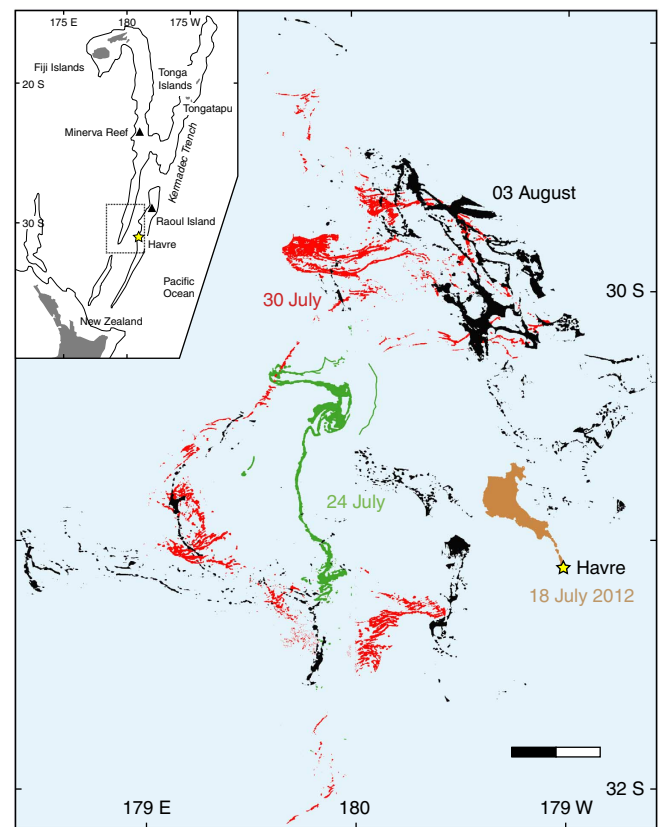 175 E 180 175 W
Fiji Islands
Tonga
Islands
20 S
Tongatapu
Minerva Reef
Kermadec Trench
Raoul Island
30 S
Havre
Pacific
Ocean
New Zealand
03 August
30 July
30 S
24 July
Havre
18 July 2012
32 S
179 E 180 179 W